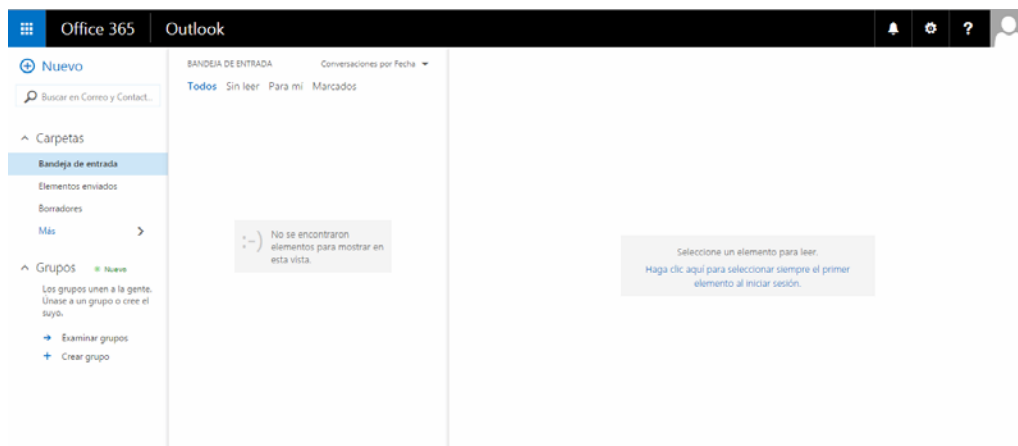 Office 365 Outlook ?
Nuevo
Buscar en Correo y Contact...
Carpetas
Bandeja de entrada
Elementos enviados
Borradores
Más
Grupos Nuevo
Los grupos unen a la gente.
Únase a un grupo o cree el
suyo.
Examinar grupos
Crear grupo
BANDEJA DE ENTRADA Conversaciones por Fecha
Todos Sin leer Para mí Marcados
:-)
No se encontraron
elementos para mostrar en
esta vista.
Seleccione un elemento para leer.
Haga clic aquí para seleccionar siempre el primer
elemento al iniciar sesión.